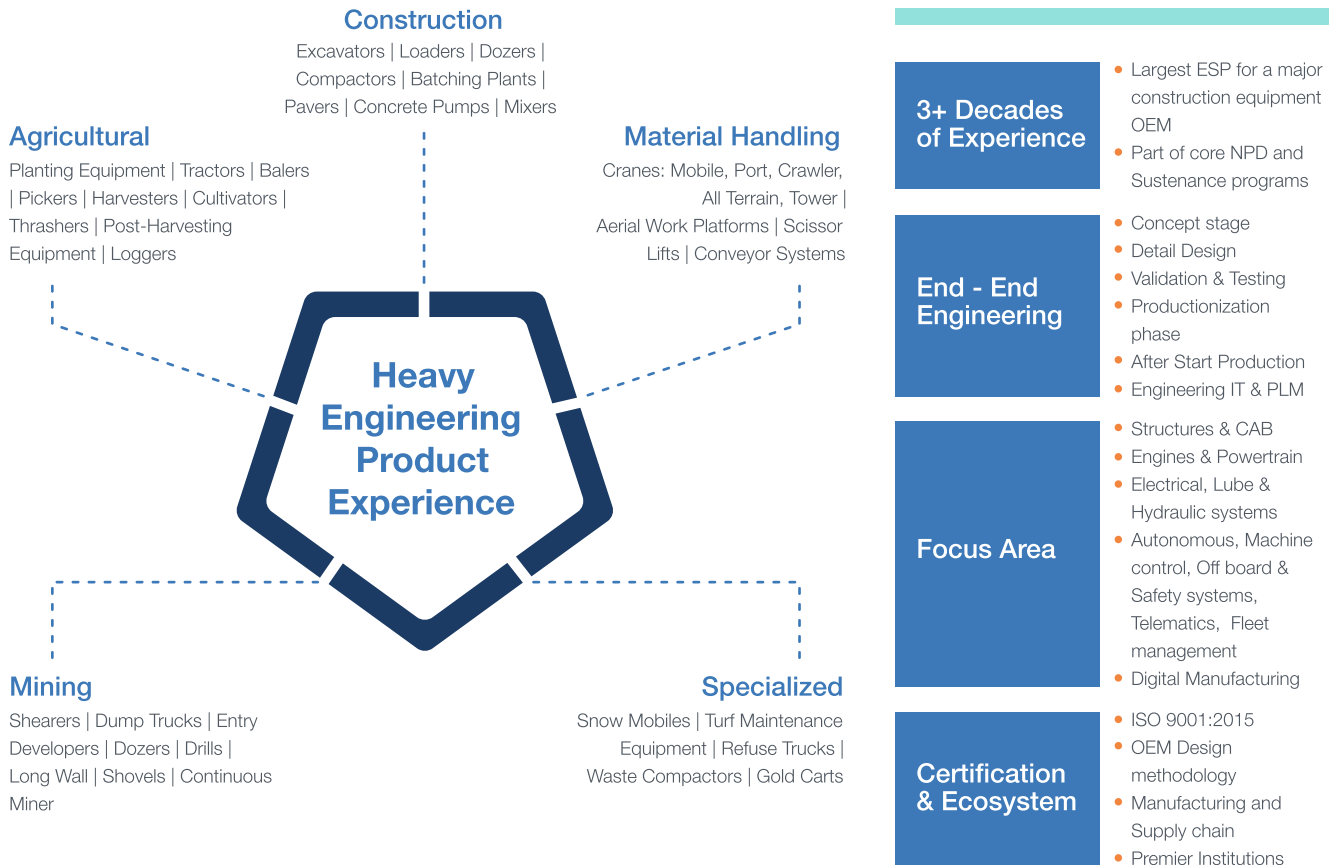 Construction
Excavators | Loaders | Dozers |
Compactors | Batching Plants |
Pavers | Concrete Pumps | Mixers
Agricultural
Planting Equipment | Tractors | Balers
| Pickers | Harvesters | Cultivators |
Thrashers | Post-Harvesting
Equipment | Loggers
Material Handling
Cranes: Mobile, Port, Crawler,
All Terrain, Tower |
Aerial Work Platforms | Scissor
Lifts | Conveyor Systems
Heavy
Engineering
Product
Experience
Mining
Shearers | Dump Trucks | Entry
Developers | Dozers | Drills |
Long Wall | Shovels | Continuous
Miner
Specialized
Snow Mobiles | Turf Maintenance
Equipment | Refuse Trucks |
Waste Compactors | Gold Carts
3+ Decades
of Experience
• Largest ESP for a major
construction equipment
OEM
• Part of core NPD and
Sustenance programs
End - End
Engineering
• Concept stage
• Detail Design
• Validation & Testing
• Productionization
phase
• After Start Production
• Engineering IT & PLM
Focus Area
• Structures & CAB
• Engines & Powertrain
• Electrical, Lube &
Hydraulic systems
• Autonomous, Machine
control, Off board &
Safety systems,
Telematics, Fleet
management
• Digital Manufacturing
Certification
& Ecosystem
• ISO 9001:2015
• OEM Design
methodology
• Manufacturing and
Supply chain
• Premier Institutions